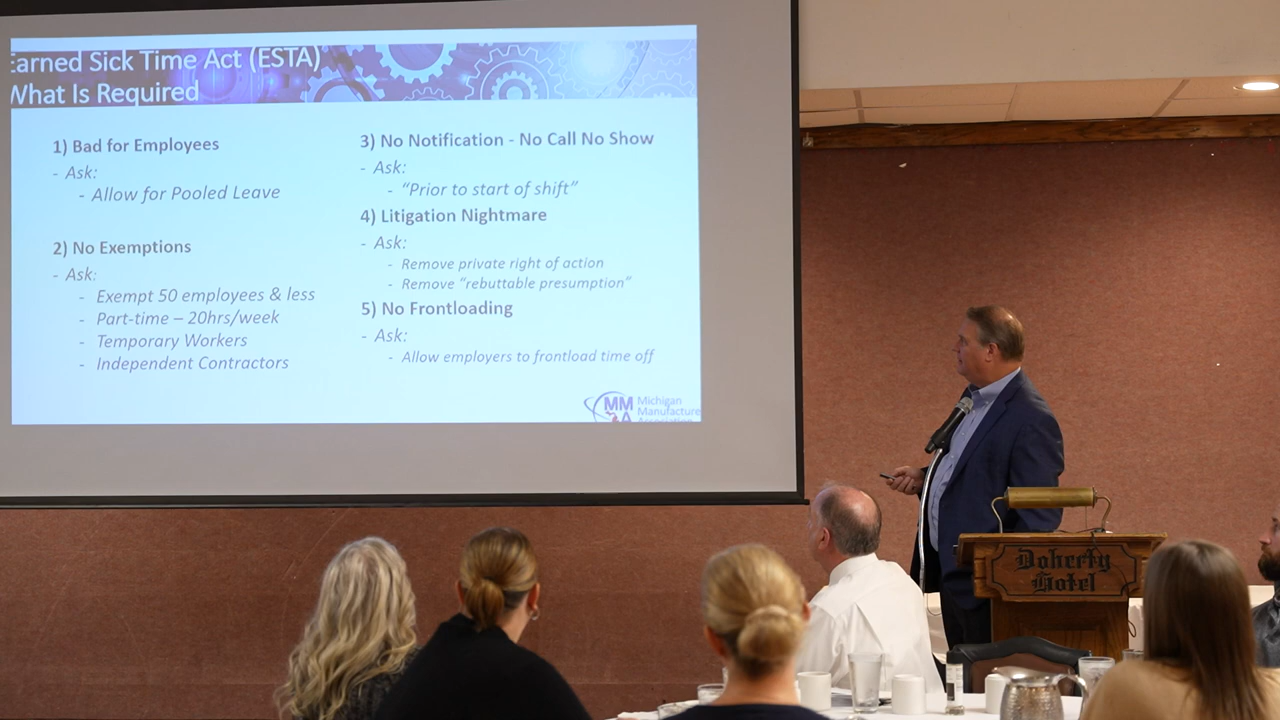 Earned Sick Time Act (ESTA)
What Is Required
1) Bad for Employees
- Ask:
- Allow for Pooled Leave
2) No Exemptions
- Ask:
- Exempt 50 employees & less
- Part-time – 20hrs/week
- Temporary Workers
- Independent Contractors
3) No Notification - No Call No Show
- Ask:
- “Prior to start of shift”
4) Litigation Nightmare
- Ask:
- Remove private right of action
- Remove “rebuttable presumption”
5) No Frontloading
- Ask:
- Allow employers to frontload time off
MM
A
Michigan
Manufacture
Association
Doherty
Hotel